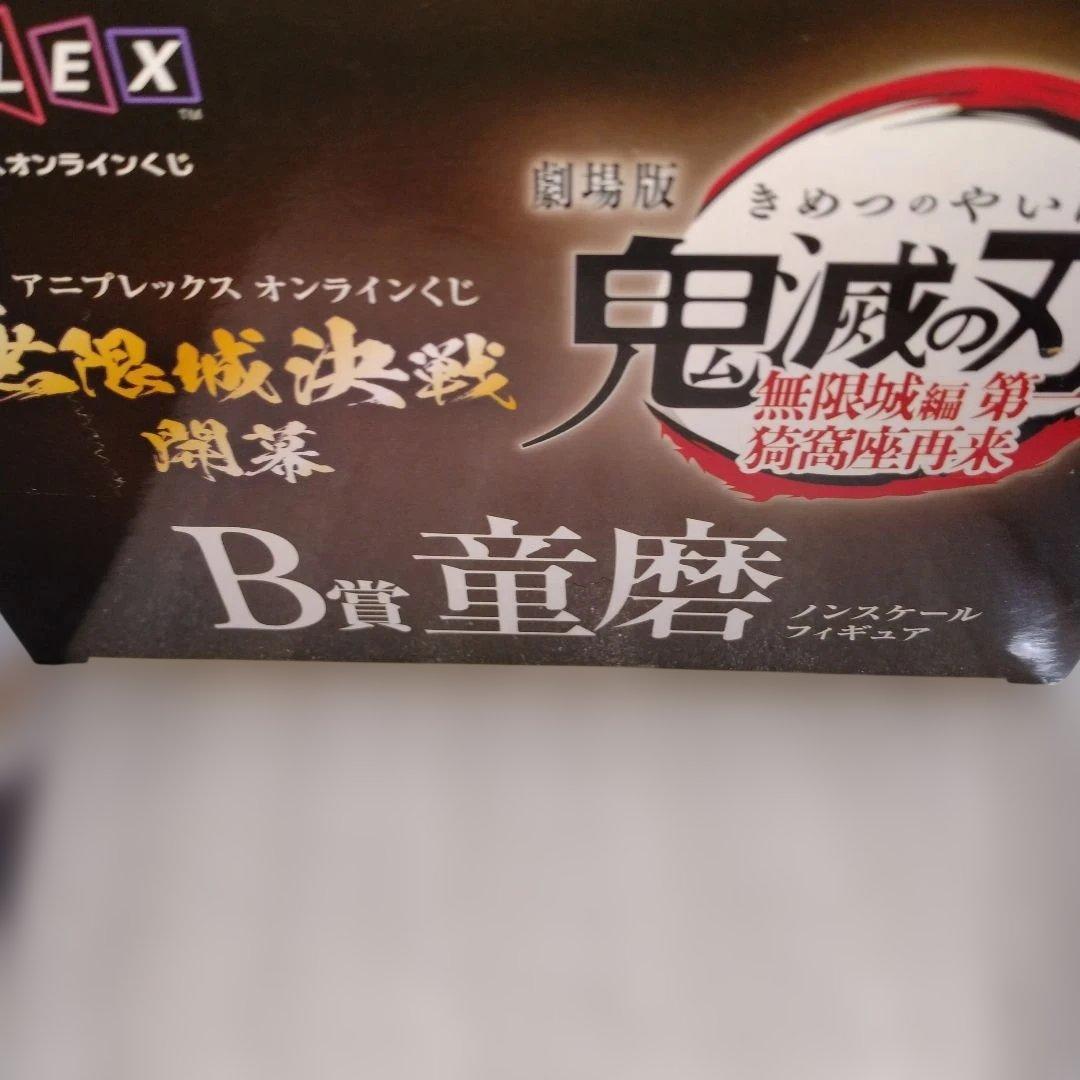 LEX
TM
オンラインくじ
アニプレックス オンラインくじ
無限城決戦
開幕
劇場版
きめつのやいば
鬼滅の刃
無限城編 第一
猗窩座再来
B賞 童磨
ノンスケール
フィギュア